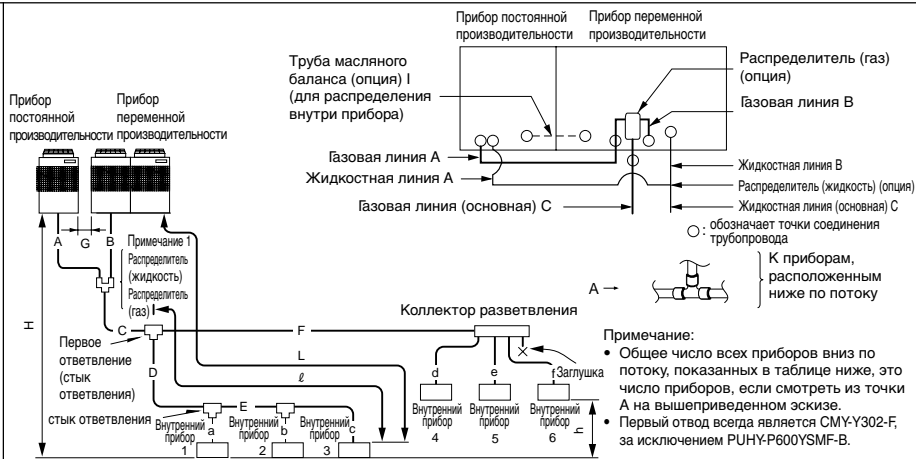 Прибор постоянной производительности
Прибор переменной производительности
Труба масляного
баланса (опция) I
(для распределения
внутри прибора)
Распределитель (газ)
(опция)
Газовая линия B
Газовая линия A
Жидкостная линия A
Газовая линия (основная) C
Жидкостная линия B
Распределитель (жидкость) (опция)
Жидкостная линия (основная) C
: обозначает точки соединения
трубопровода
A
К приборам,
расположенным
ниже по потоку
Прибор
постоянной
производительности
Прибор
переменной
производительности
A
G
B
Примечание 1
Распределитель
(жидкость)
Распределитель
(газ)
H
C
F
Первое
ответвление
(стык
ответвления)
D
L
ℓ
Коллектор разветвления
d
e
f
Заглушка
стык ответвления
E
a
b
c
Внутренний
прибор
1
Внутренний
прибор
2
Внутренний
прибор
3
Внутренний
прибор
4
Внутренний
прибор
5
Внутренний
прибор
6
h
Примечание:
• Общее число всех приборов вниз по
потоку, показанных в таблице ниже, это
число приборов, если смотреть из точки
А на вышеприведенном эскизе.
• Первый отвод всегда является CMY-Y302-F,
за исключением PUHY-P600YSMF-B.